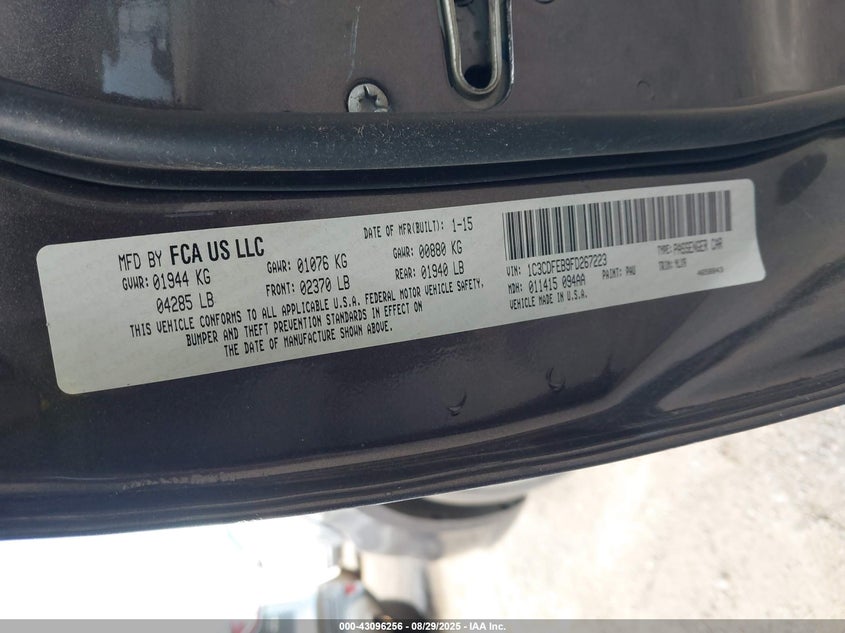 MFD BY FCA US LLC
DATE OF MFR(BUILT): 1-15
GVWR: 01944 KG
GAWR: 01076 KG
GAWR: 00880 KG
04285 LB
FRONT: 02370 LB
REAR: 01940 LB
THIS VEHICLE CONFORMS TO ALL APPLICABLE U.S.A. FEDERAL MOTOR VEHICLE SAFETY,
BUMPER AND THEFT PREVENTION STANDARDS IN EFFECT ON
THE DATE OF MANUFACTURE SHOWN ABOVE.
VIN: 1C3CDFEB9FD267223
TYPE: PASSENGER CAR
MDH: 011415 094AA
PAINT: PAU
TRIM:
VEHICLE MADE IN U.S.A.
000-43096256 - 08/29/2025 - IAA Inc.